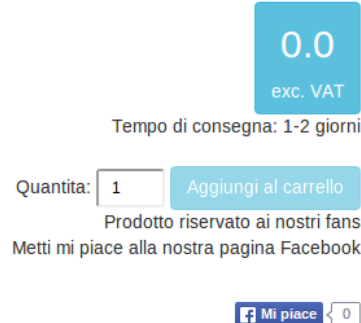 0.0
exc. VAT
Tempo di consegna: 1-2 giorni
Quantita: 1 Aggiungi al carrello
Prodotto riservato ai nostri fans
Metti mi piace alla nostra pagina Facebook
f Mi piace 0